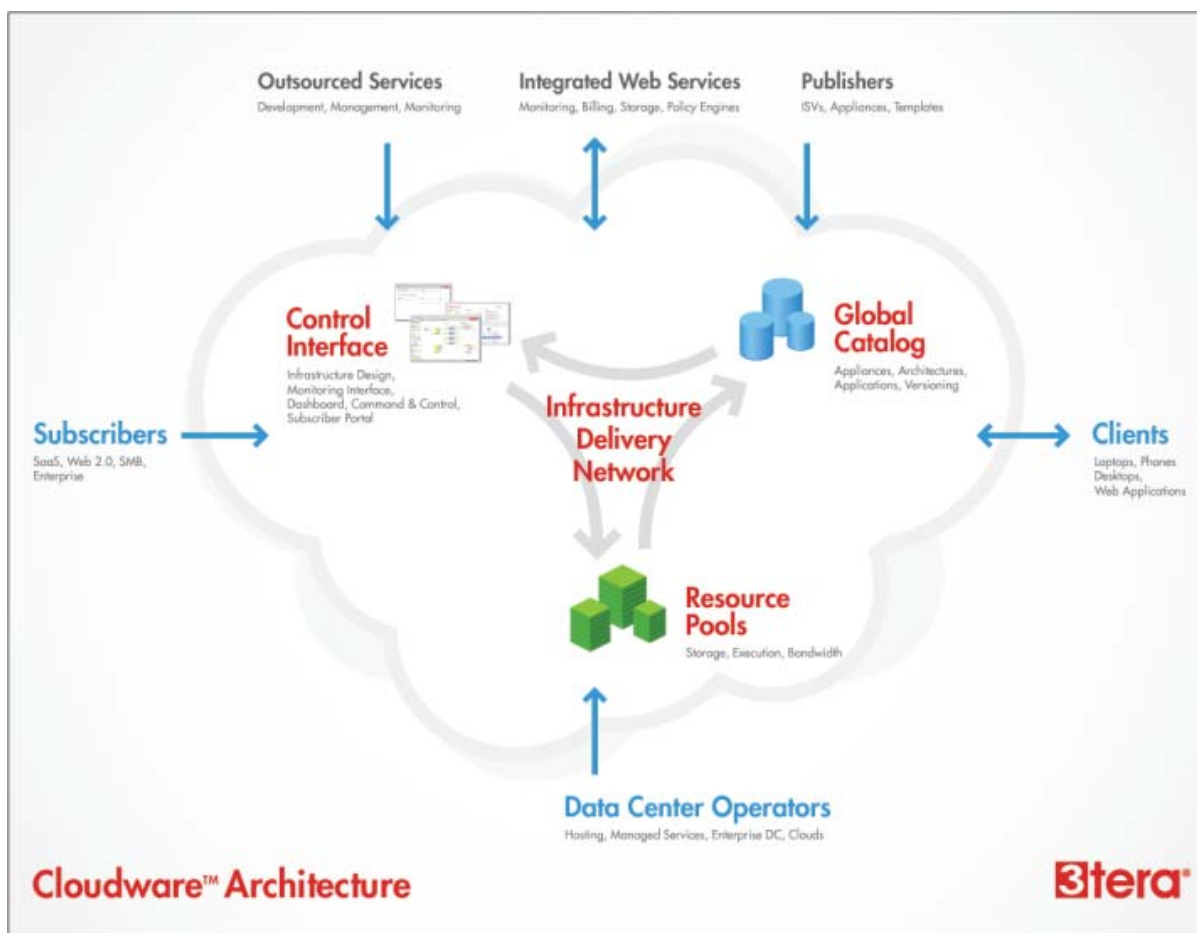 Outsourced Services
Development, Management, Monitoring
Integrated Web Services
Monitoring, Billing, Storage, Policy Engines
Publishers
ISVs, Appliances, Templates
Control
Interface
Infrastructure Design,
Monitoring Interface,
Dashboard, Command & Control,
Subscriber Portal
Global
Catalog
Appliances, Architectures,
Applications, Versioning
Infrastructure
Delivery
Network
Subscribers
SaaS, Web 2.0, SMB,
Enterprise
Clients
Laptops, Phones
Desktops,
Web Applications
Resource
Pools
Storage, Execution, Bandwidth
Data Center Operators
Hosting, Managed Services, Enterprise DC, Clouds
Cloudware™ Architecture
3tera®